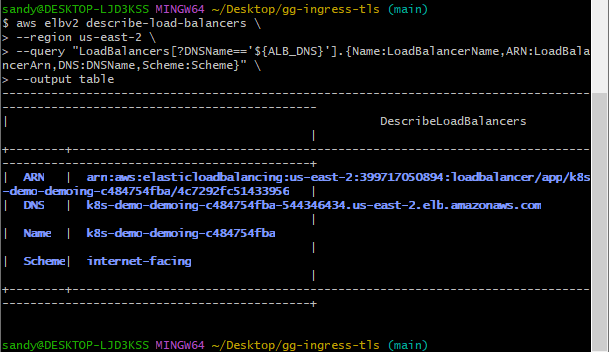 sandy@DESKTOP-LJD3KSS MINGW64 ~/Desktop/gg-ingress-tls (main)
$ aws elbv2 describe-load-balancers \
> --region us-east-2 \
> --query "LoadBalancers[?DNSName=='${ALB_DNS}'].{Name:LoadBalancerName,ARN:LoadBala
ncerArn,DNS:DNSName,Scheme:Scheme}" \
> --output table
------------------------------------------------------------------------------------
--------------------------------------------
|                                                      DescribeLoadBalancers
                                           |
+--------+--------------------------------------------------------------------------
-------------------------------------------+
|  ARN   |  arn:aws:elasticloadbalancing:us-east-2:399717050894:loadbalancer/app/k8s
-demo-demoing-c484754fba/4c7292fc51433956  |
|  DNS   |  k8s-demo-demoing-c484754fba-544346434.us-east-2.elb.amazonaws.com
                                           |
|  Name  |  k8s-demo-demoing-c484754fba
                                           |
|  Scheme|  internet-facing
                                           |
+--------+--------------------------------------------------------------------------
-------------------------------------------+
sandy@DESKTOP-LJD3KSS MINGW64 ~/Desktop/gg-ingress-tls (main)